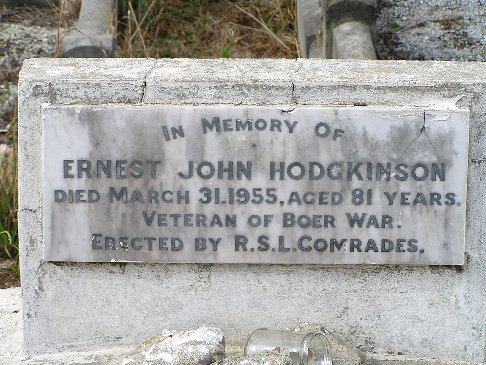 In Memory Of
Ernest John Hodgkinson
Died March 31. 1955, Aged 81 Years.
Veteran of Boer War.
Erected by R.S.L. Comrades.